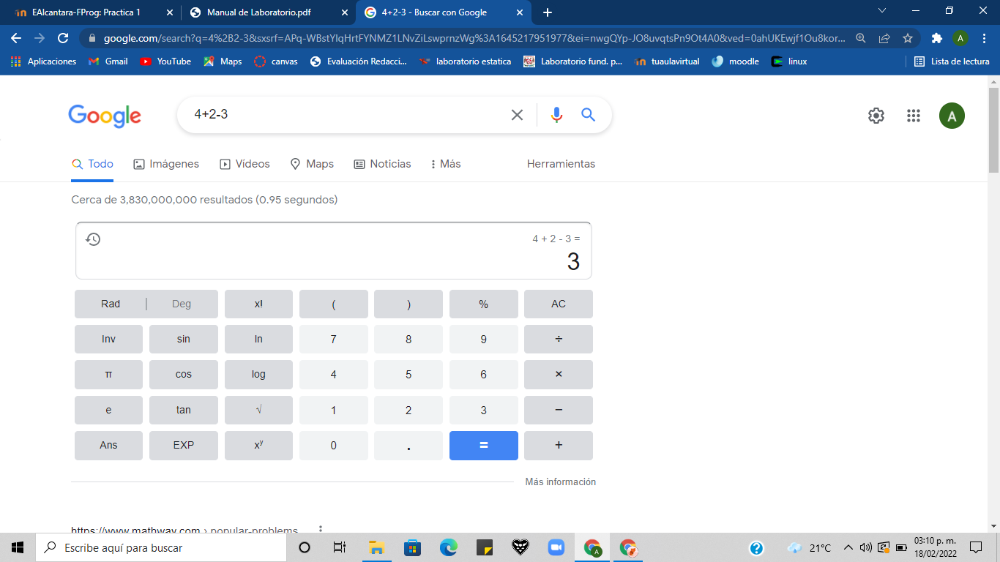 EAlcantara-FProg: Practica 1
Manual de Laboratorio.pdf
4+2-3 - Buscar con Google
google.com/search?q=4%2B2-3&sxsrf=APq-WBstYlqHrtFYNMZ1LNvZiLswprnzWg%3A1645217951977&ei=nwgQYp-JO8uvqtsPn9Ot4A0&ved=0ahUKEwjf1Ou8kor...
A
Aplicaciones
Gmail
YouTube
Maps
canvas
Evaluación Redacci...
laboratorio estatica
Laboratorio fund. p...
tuaulavirtual
moodle
linux
Lista de lectura
Google
4+2-3
A
Todo
Imágenes
Vídeos
Maps
Noticias
Más
Herramientas
Cerca de 3,830,000,000 resultados (0.95 segundos)
4 + 2 - 3 =
3
Rad | Deg x! ( ) % AC
Inv sin ln 7 8 9 ÷
π cos log 4 5 6 ×
e tan √ 1 2 3 −
Ans EXP xʸ 0 . = +
Más información
https://www.mathway.com › popular-problems
Escribe aquí para buscar
21°C
03:10 p. m.
18/02/2022